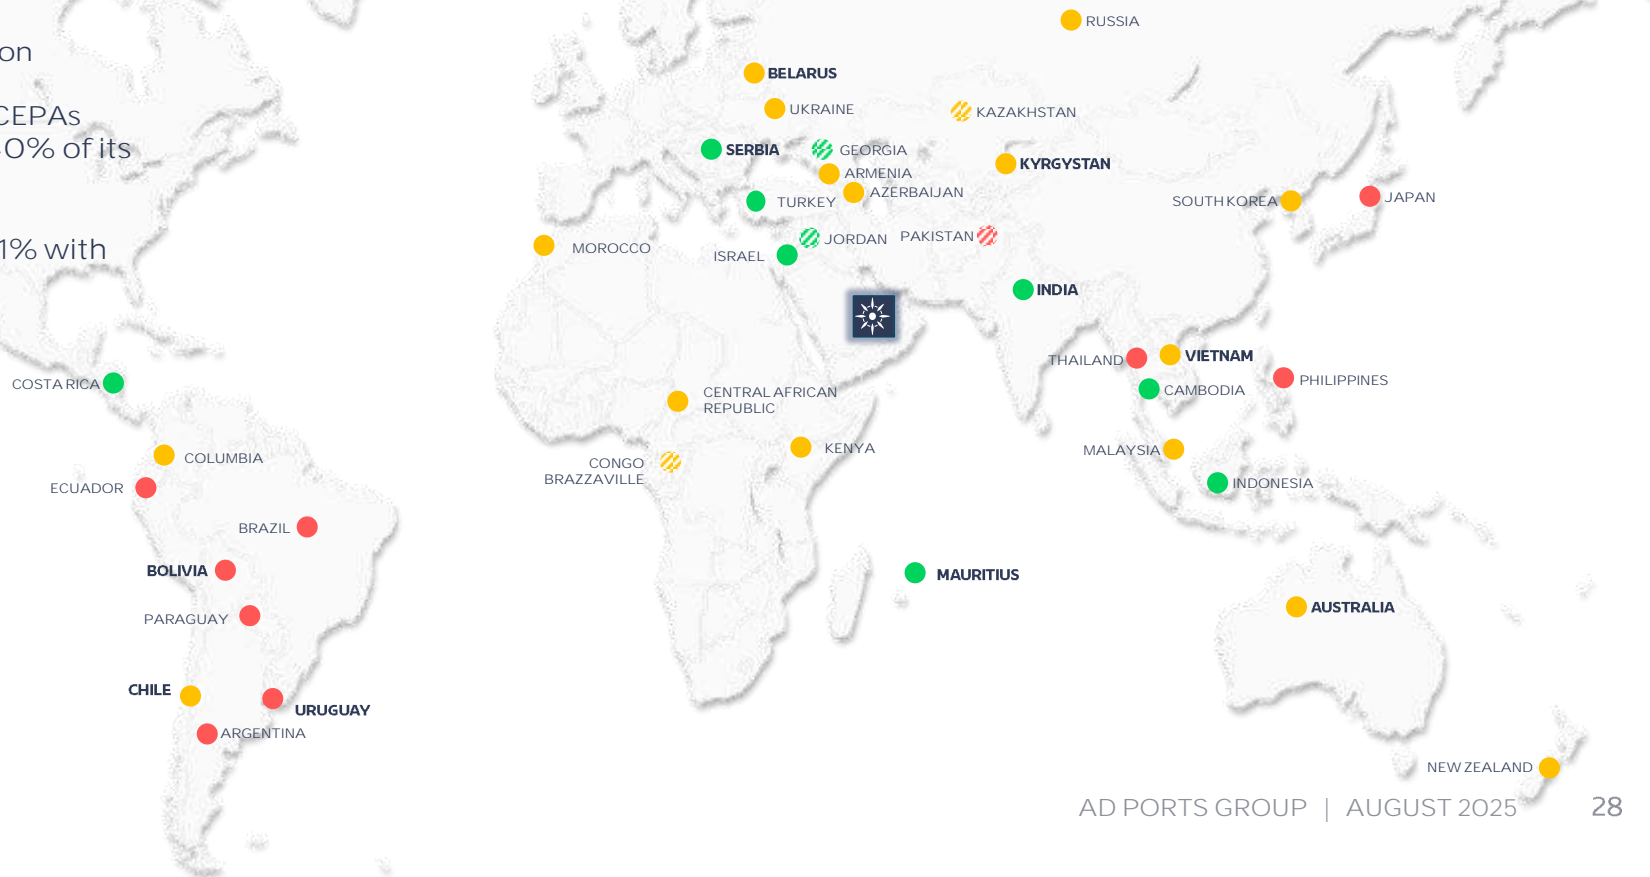 on
CEPAs
0% of its
1% with
RUSSIA
BELARUS
UKRAINE
KAZAKHSTAN
SERBIA
GEORGIA
KYRGYSTAN
ARMENIA
AZERBAIJAN
TURKEY
SOUTH KOREA
JAPAN
MOROCCO
JORDAN
PAKISTAN
ISRAEL
INDIA
THAILAND
VIETNAM
COSTA RICA
PHILIPPINES
CAMBODIA
CENTRAL AFRICAN
REPUBLIC
KENYA
MALAYSIA
COLUMBIA
CONGO
BRAZZAVILLE
ECUADOR
INDONESIA
BRAZIL
BOLIVIA
MAURITIUS
AUSTRALIA
PARAGUAY
CHILE
URUGUAY
ARGENTINA
NEW ZEALAND
AD PORTS GROUP | AUGUST 2025 28